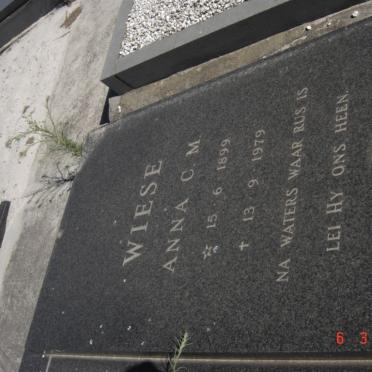 WIESE
ANNA C M
☆ 15 · 6 · 1899
✝ 13 · 9 · 1979
NA WATERS WAAR RUS IS
LEI HY ONS HEEN.
6 3